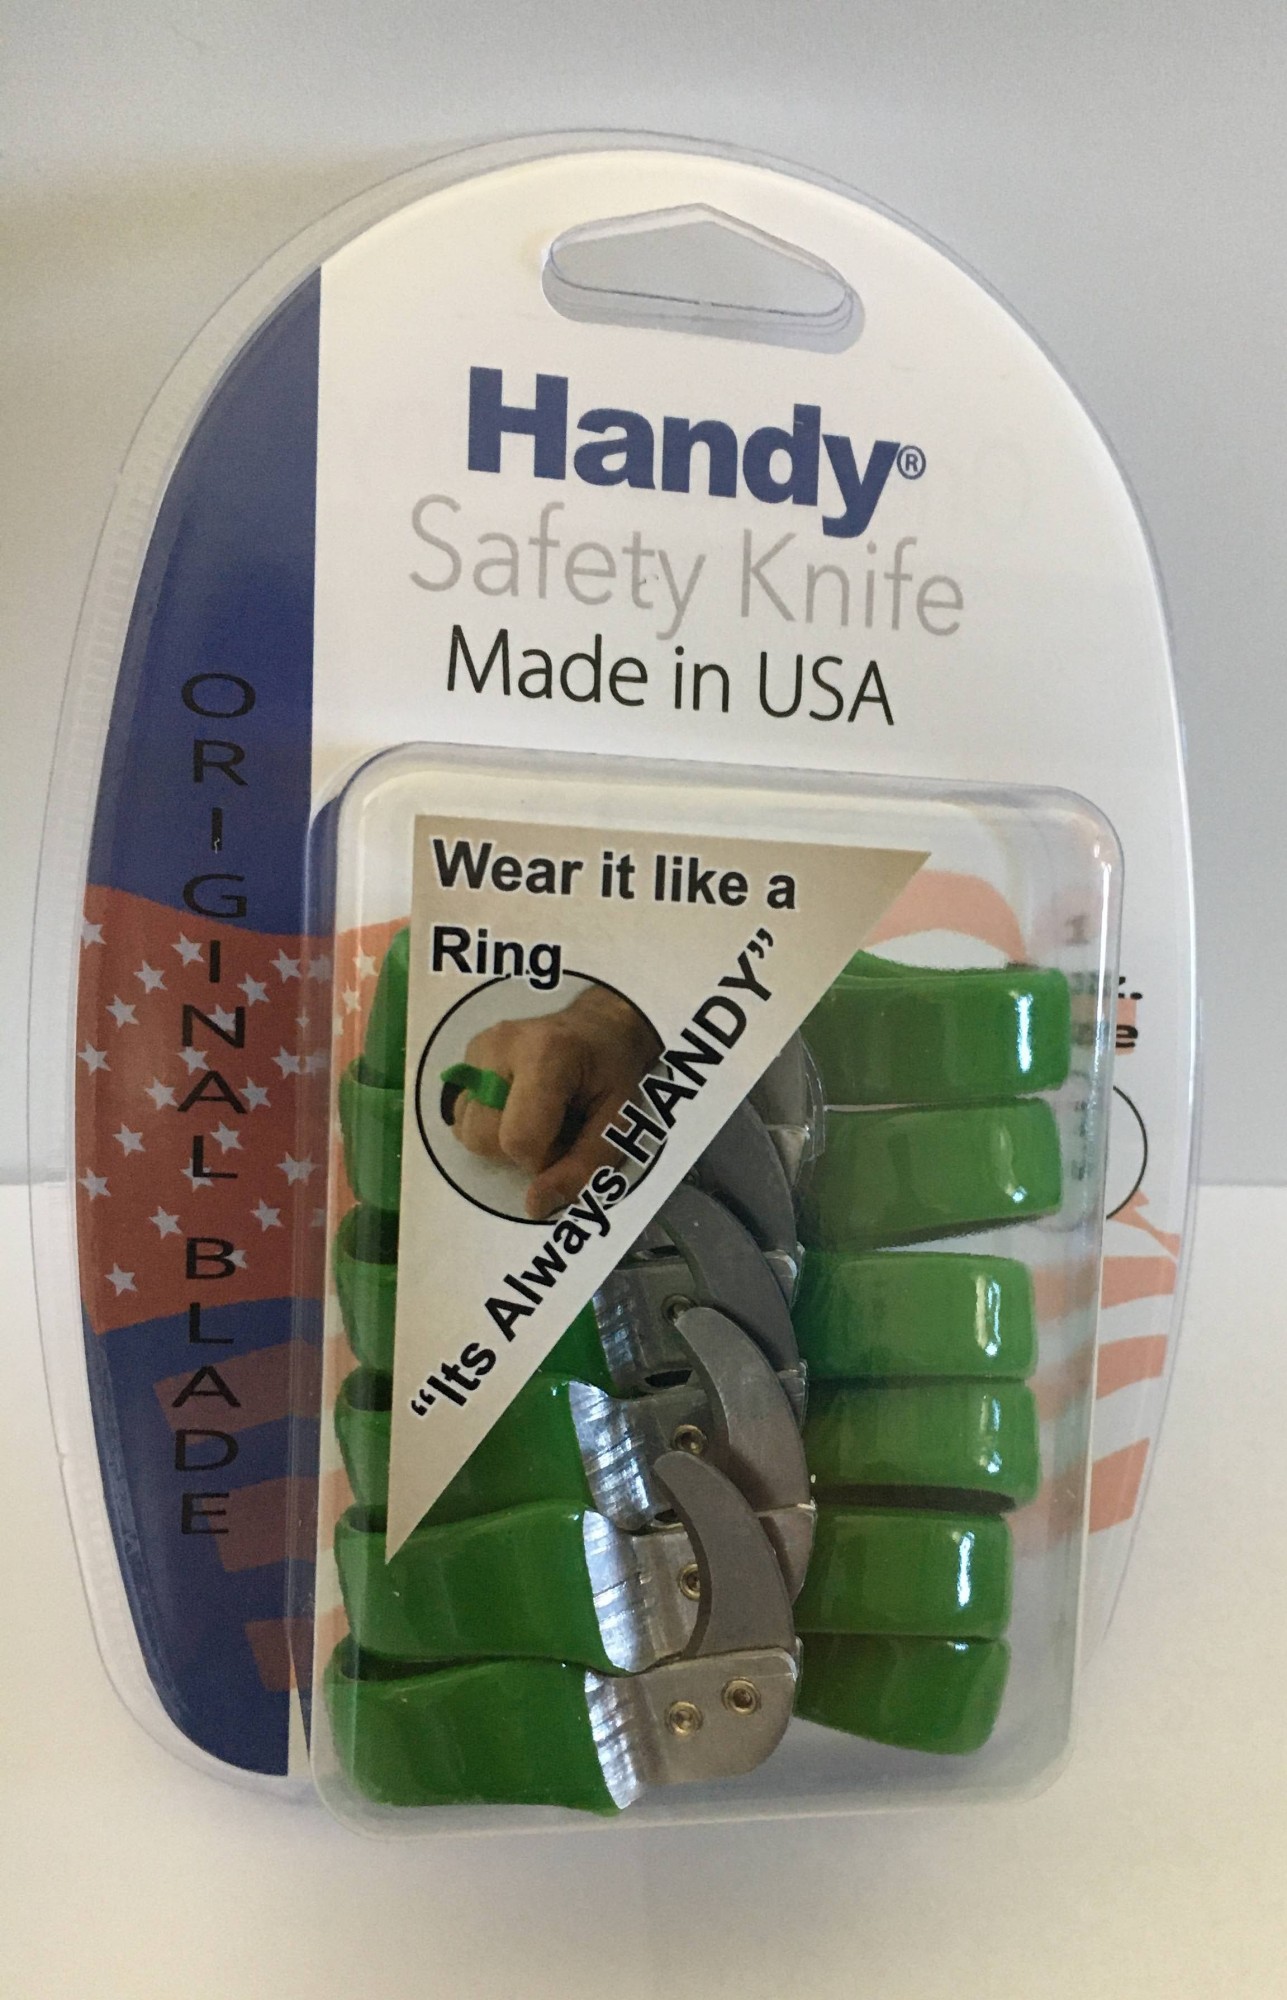 Handy®
Safety Knife
Made in USA
ORIGINAL BLADE
Wear it like a
Ring
“Its Always HANDY”